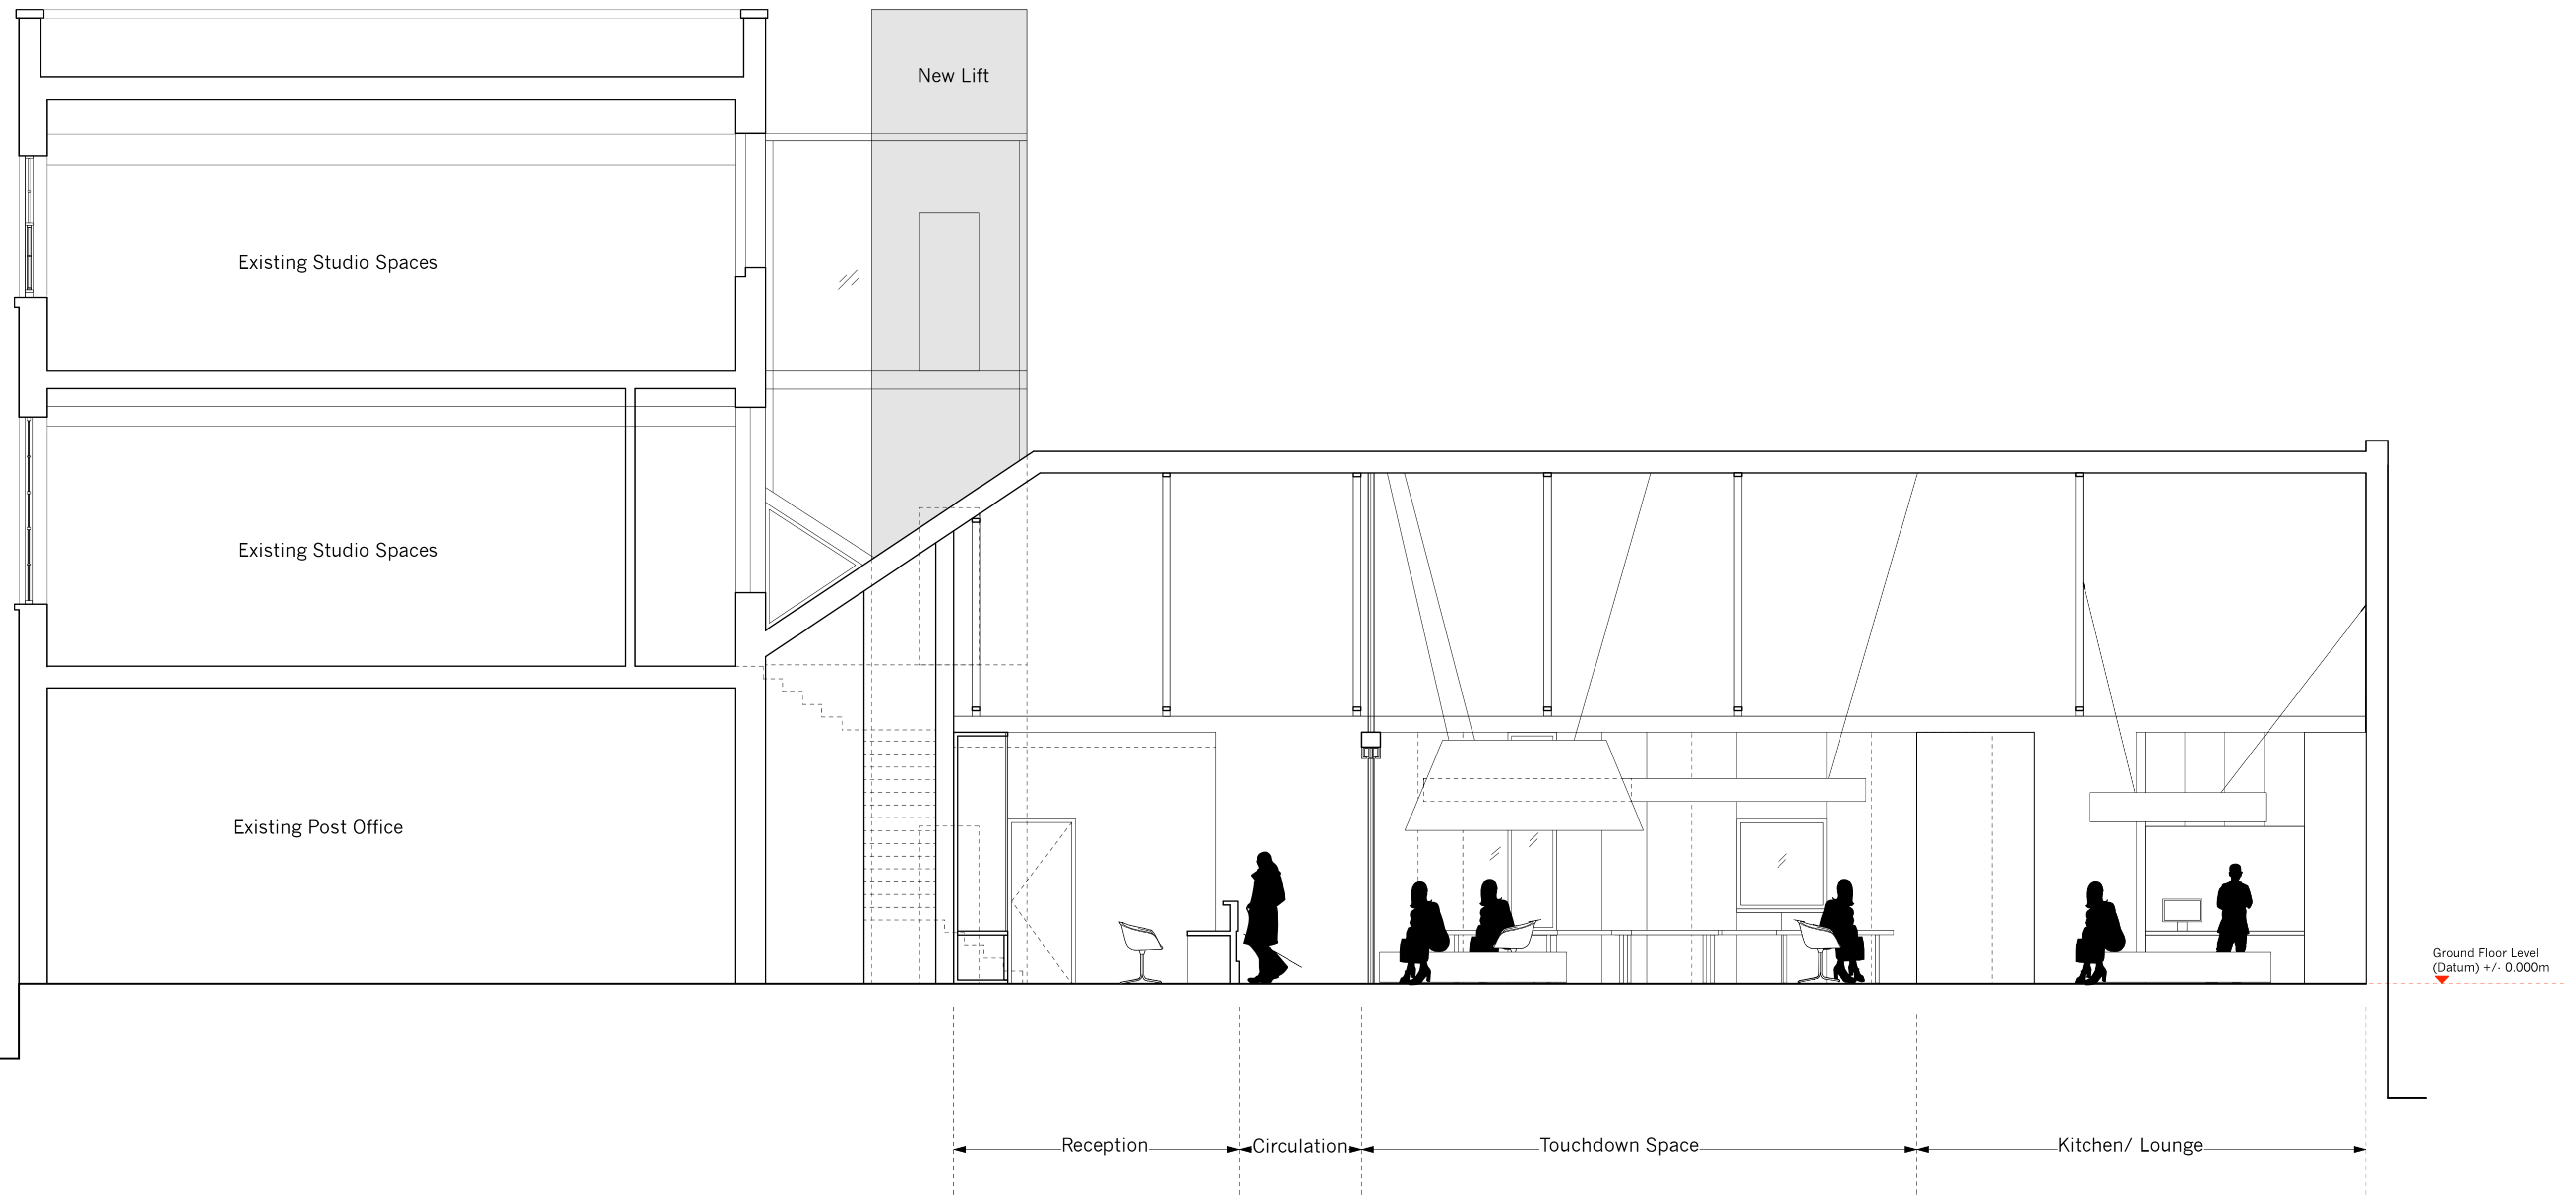 New Lift
Existing Studio Spaces
Existing Studio Spaces
Existing Post Office
Ground Floor Level
(Datum) +/- 0.000m
Reception
Circulation
Touchdown Space
Kitchen/ Lounge